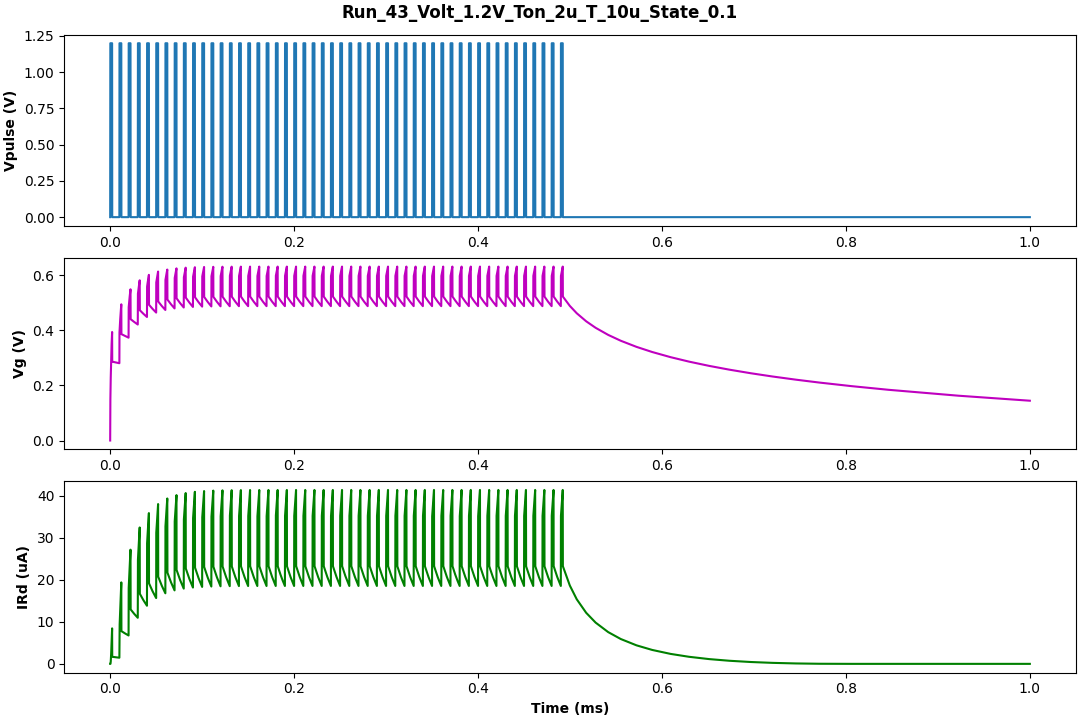 Run_43_Volt_1.2V_Ton_2u_T_10u_State_0.1
Vpulse (V)
1.25
1.00
0.75
0.50
0.25
0.00
0.0 0.2 0.4 0.6 0.8 1.0
Vg (V)
0.6
0.4
0.2
0.0
0.0 0.2 0.4 0.6 0.8 1.0
IRd (uA)
40
30
20
10
0
0.0 0.2 0.4 0.6 0.8 1.0
Time (ms)